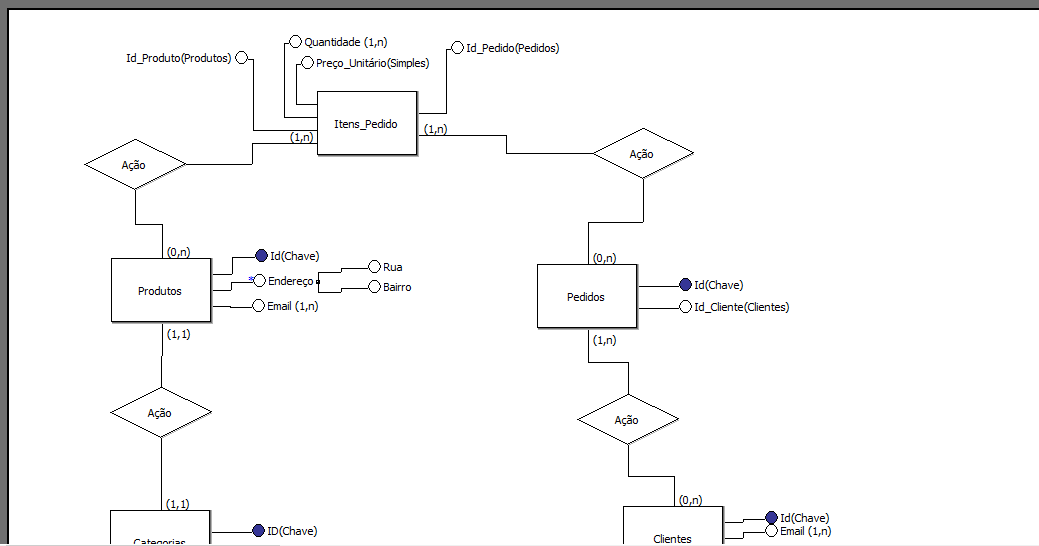 Quantidade (1,n)
Id_Pedido(Pedidos)
Id_Produto(Produtos)
Preço_Unitário(Simples)
Itens_Pedido
(1,n)
(1,n)
Ação
Ação
(0,n)
Id(Chave)
(0,n)
Rua
*
Endereço
Produtos
Bairro
Email (1,n)
Id(Chave)
Pedidos
Id_Cliente(Clientes)
(1,1)
(1,n)
Ação
Ação
(1,1)
(0,n)
ID(Chave)
Id(Chave)
Email (1,n)
Categorias
Clientes